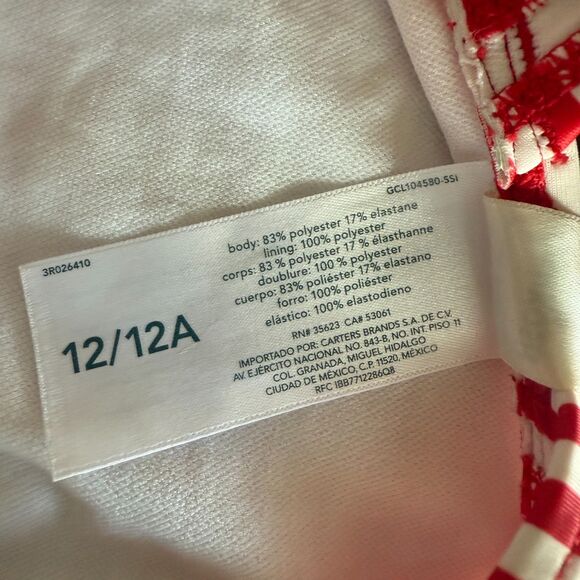 3R026410
GCL104580-SSI
12/12A
body: 83% polyester 17% elastane
lining: 100% polyester
corps: 83 % polyester 17 % élasthanne
doublure: 100 % polyester
cuerpo: 83% poliéster 17% elastano
forro: 100% poliéster
elástico: 100% elastodieno
RN# 35623 CA# 53061
IMPORTADO POR: CARTERS BRANDS S.A. DE C.V.
AV. EJÉRCITO NACIONAL NO. 843-B, NO. INT. PISO 11
COL. GRANADA, MIGUEL HIDALGO
CIUDAD DE MÉXICO, C.P. 11520, MÉXICO
RFC IBB7712286Q8